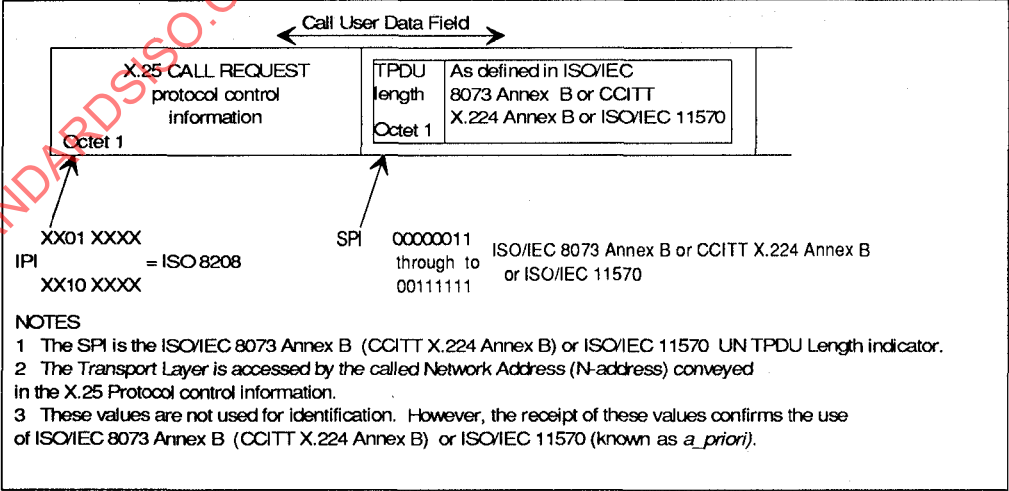 Call User Data Field
X.25 CALL REQUEST
protocol control
information
Octet 1
TPDU
length
Octet 1
As defined in ISO/IEC
8073 Annex B or CCITT
X.224 Annex B or ISO/IEC 11570
XX01 XXXX
IPI = ISO 8208
XX10 XXXX
SPI 00000011
through to
00111111
ISO/IEC 8073 Annex B or CCITT X.224 Annex B
or ISO/IEC 11570
NOTES
1 The SPI is the ISO/IEC 8073 Annex B (CCITT X.224 Annex B) or ISO/IEC 11570 UN TPDU Length indicator.
2 The Transport Layer is accessed by the called Network Address (N-address) conveyed
in the X.25 Protocol control information.
3 These values are not used for identification. However, the receipt of these values confirms the use
of ISO/IEC 8073 Annex B (CCITT X.224 Annex B) or ISO/IEC 11570 (known as a_priori).
NDARDSISO.C